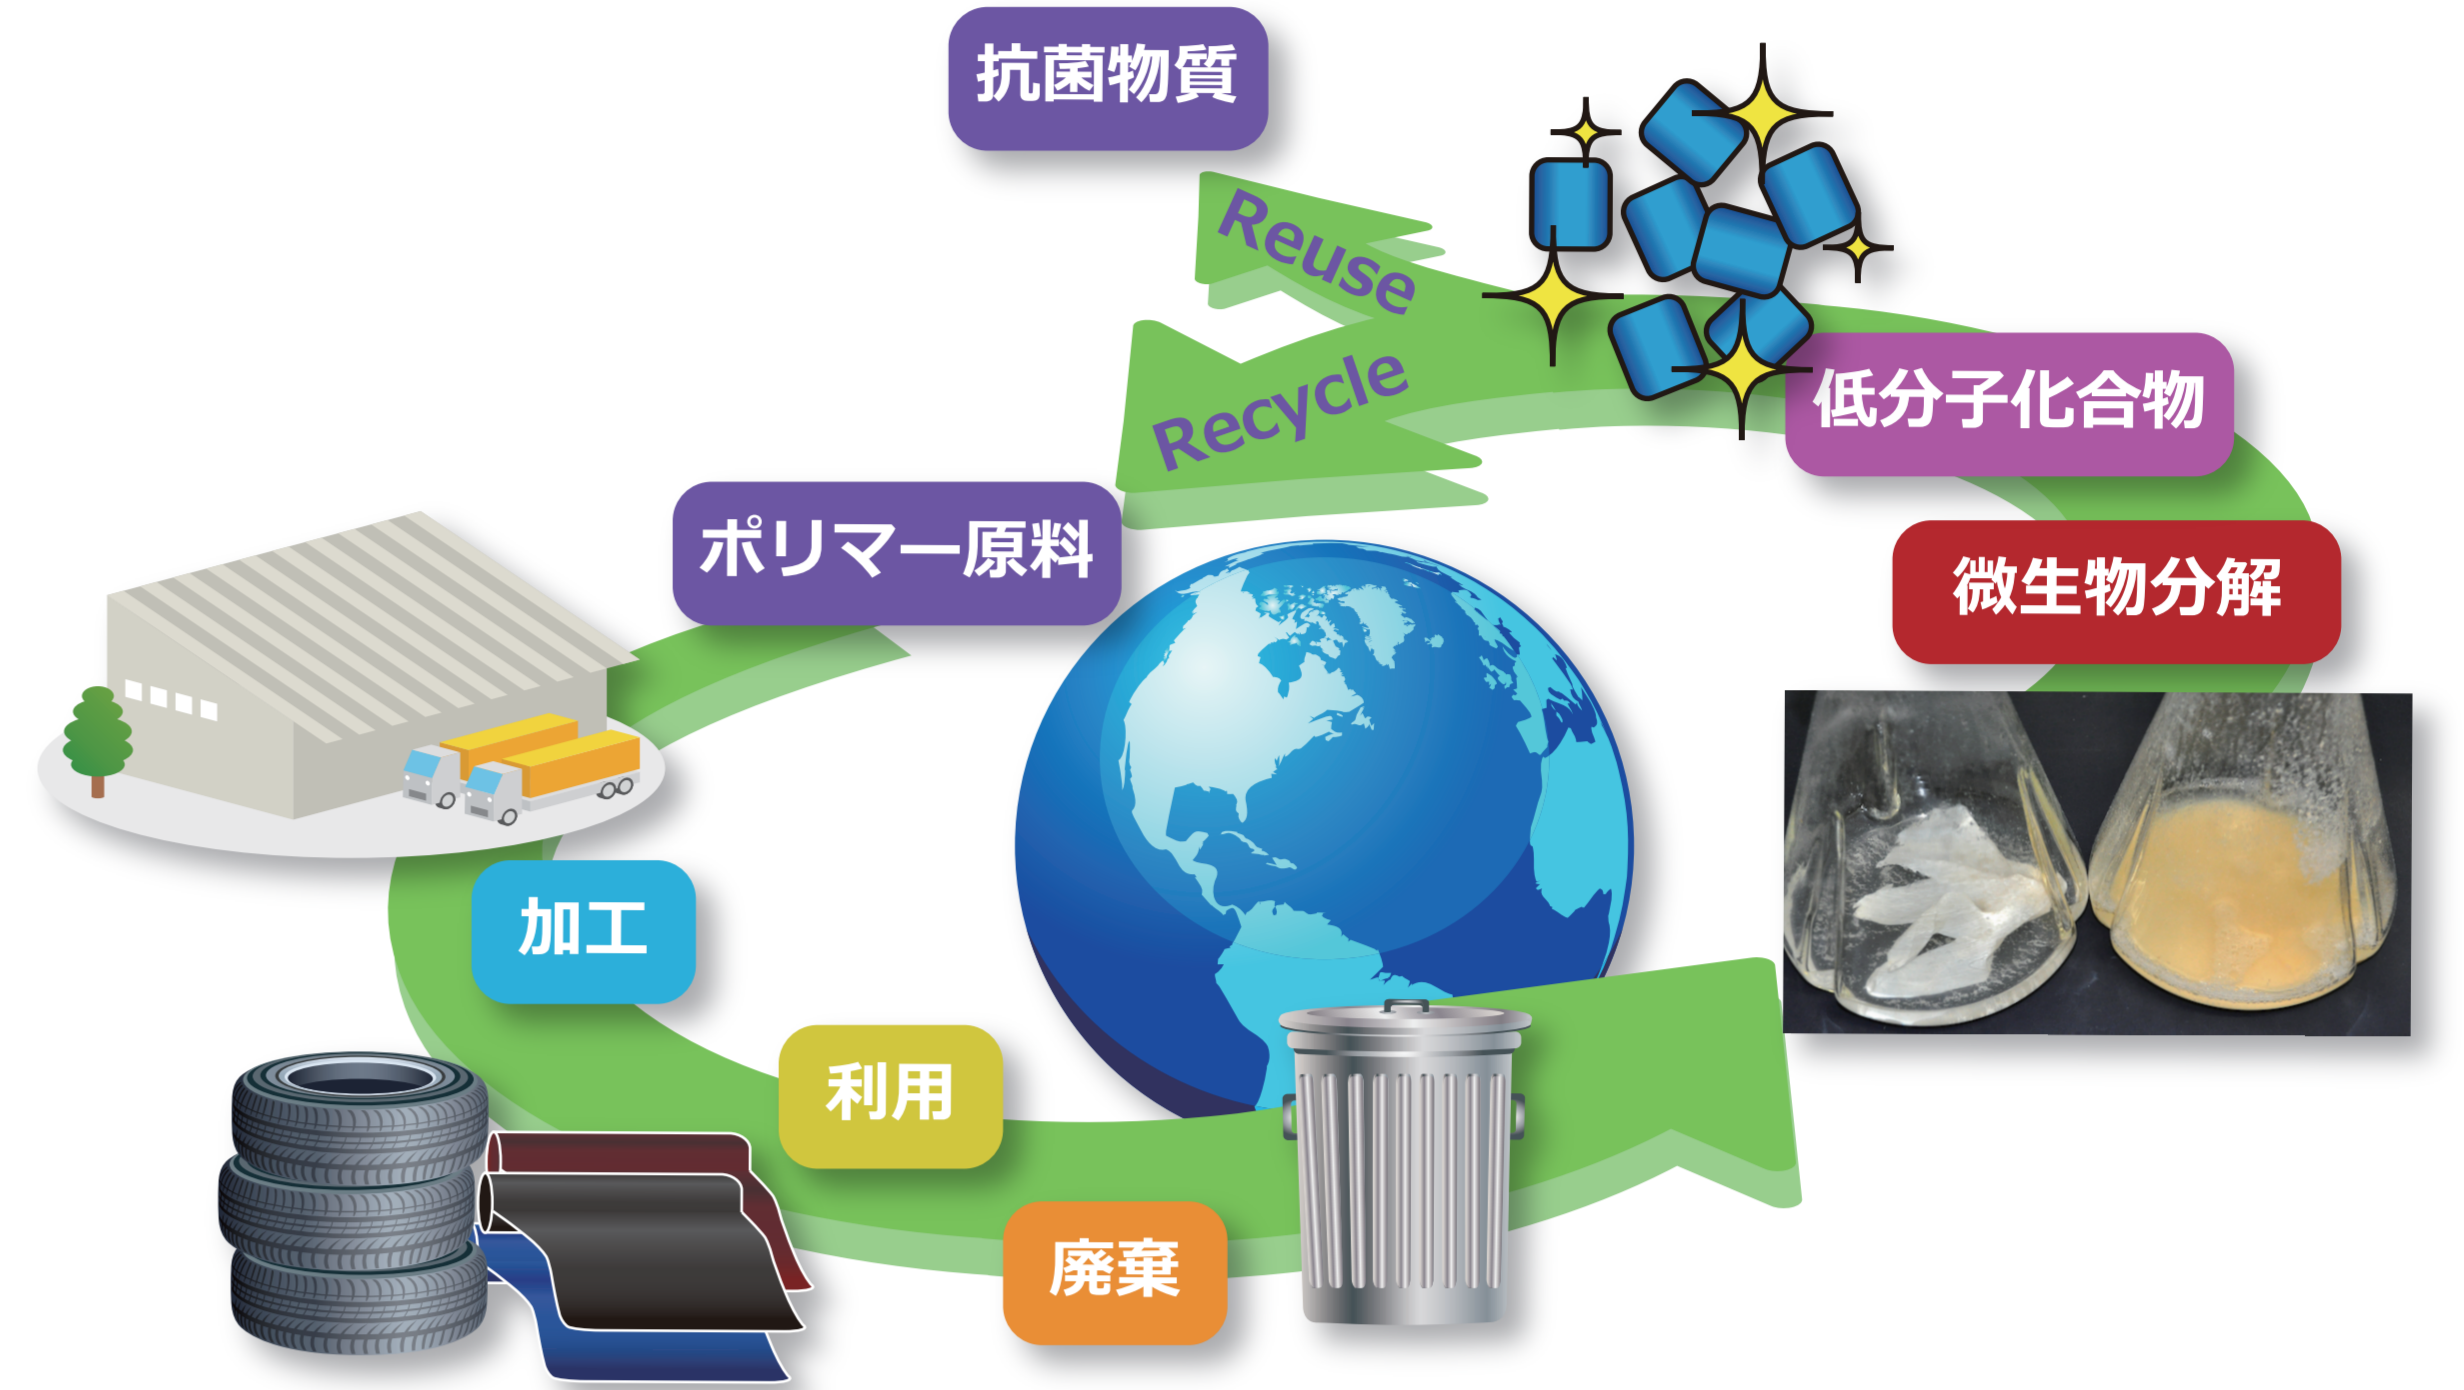 抗菌物質
Reuse
Recycle
低分子化合物
ポリマー原料
微生物分解
加工
利用
廃棄